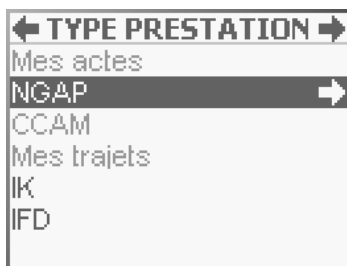 TYPE PRESTATION
Mes actes
NGAP
CCAM
Mes trajets
IK
IFD